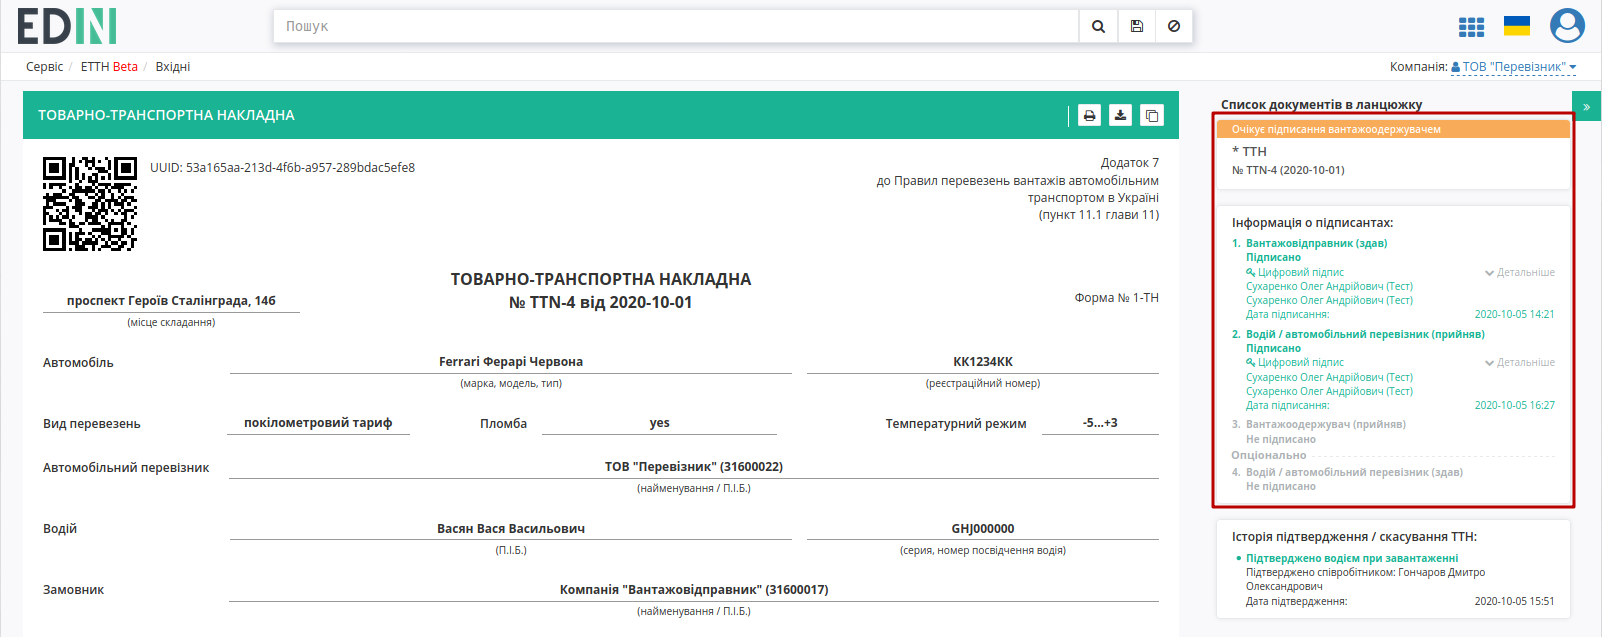 EDIN
Пошук
Сервіс / ЕТТН Beta / Вхідні
Компанія: ТОВ "Перевізник"
ТОВАРНО-ТРАНСПОРТНА НАКЛАДНА
UUID: 53a165aa-213d-4f6b-a957-289bdac5efe8
Додаток 7
до Правил перевезень вантажів автомобільним
транспортом в Україні
(пункт 11.1 глави 11)
ТОВАРНО-ТРАНСПОРТНА НАКЛАДНА
№ TTN-4 від 2020-10-01
проспект Героїв Сталінграда, 146
(місце складання)
Форма № 1-ТН
Автомобіль
Ferrari Ферарі Червона
КК1234КК
(марка, модель, тип)
(реєстраційний номер)
Вид перевезень
покілометровий тариф
Пломба
yes
Температурний режим
-5...+3
Автомобільний перевізник
ТОВ "Перевізник" (31600022)
(найменування / П.І.Б.)
Водій
Васян Вася Васильович
GHJ000000
(П.І.Б.)
(серия, номер посвідчення водія)
Замовник
Компанія "Вантажовідправник" (31600017)
(найменування / П.І.Б.)
Список документів в ланцюжку
»
Очікує підписання вантажоодержувачем
* ТТН
№ TTN-4 (2020-10-01)
Інформація о підписантах:
1. Вантажовідправник (здав)
Підписано
Цифровий підпис
Детальніше
Сухаренко Олег Андрійович (Тест)
Сухаренко Олег Андрійович (Тест)
Дата підписання: 2020-10-05 14:21
2. Водій / автомобільний перевізник (прийняв)
Підписано
Цифровий підпис
Детальніше
Сухаренко Олег Андрійович (Тест)
Сухаренко Олег Андрійович (Тест)
Дата підписання: 2020-10-05 16:27
3. Вантажоодержувач (прийняв)
Не підписано
Опціонально
4. Водій / автомобільний перевізник (здав)
Не підписано
Історія підтвердження / скасування ТТН:
• Підтверджено водієм при завантаженні
Підтверджено співробітником: Гончаров Дмитро
Олександрович
Дата підтвердження: 2020-10-05 15:51